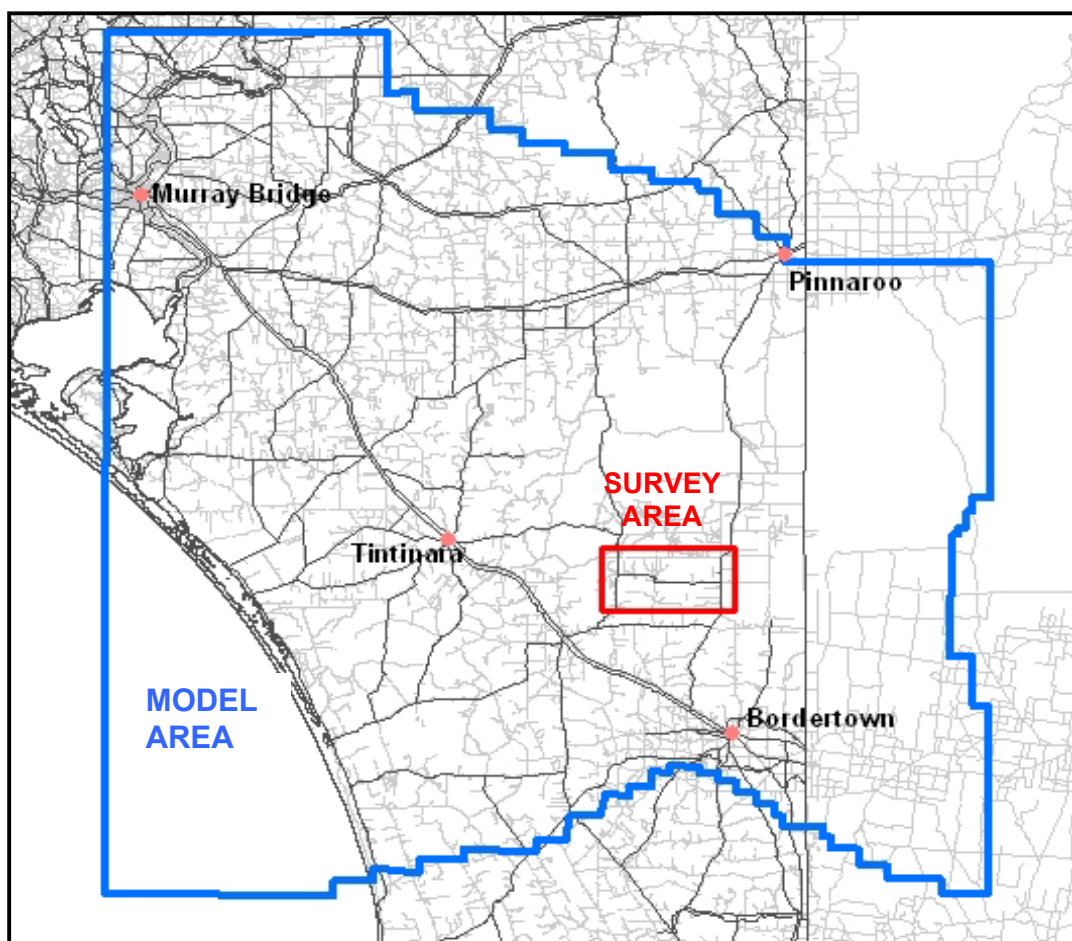 Murray Bridge
Pinnaroo
SURVEY
AREA
Tintinara
MODEL
AREA
Bordertown